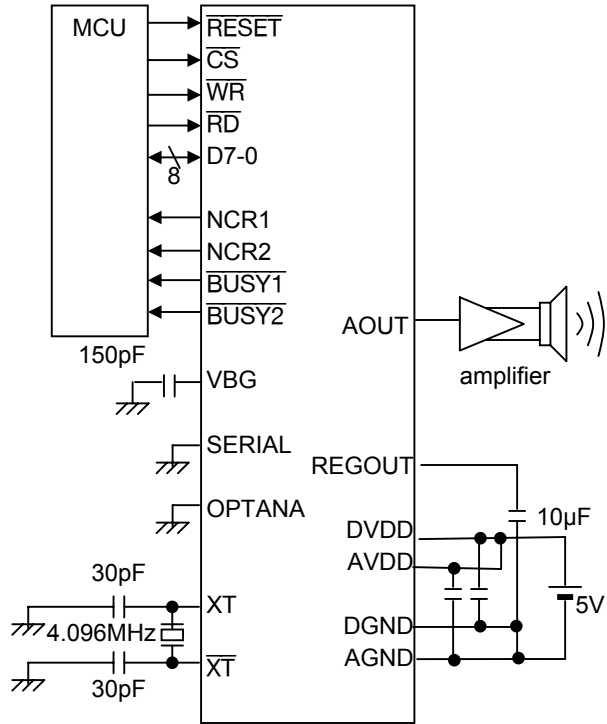 MCU
RESET
CS
WR
RD
D7-0
8
NCR1
NCR2
BUSY1
BUSY2
150pF
VBG
SERIAL
OPTANA
30pF
XT
4.096MHz
XT
30pF
AOUT
amplifier
REGOUT
10µF
DVDD
AVDD
5V
DGND
AGND